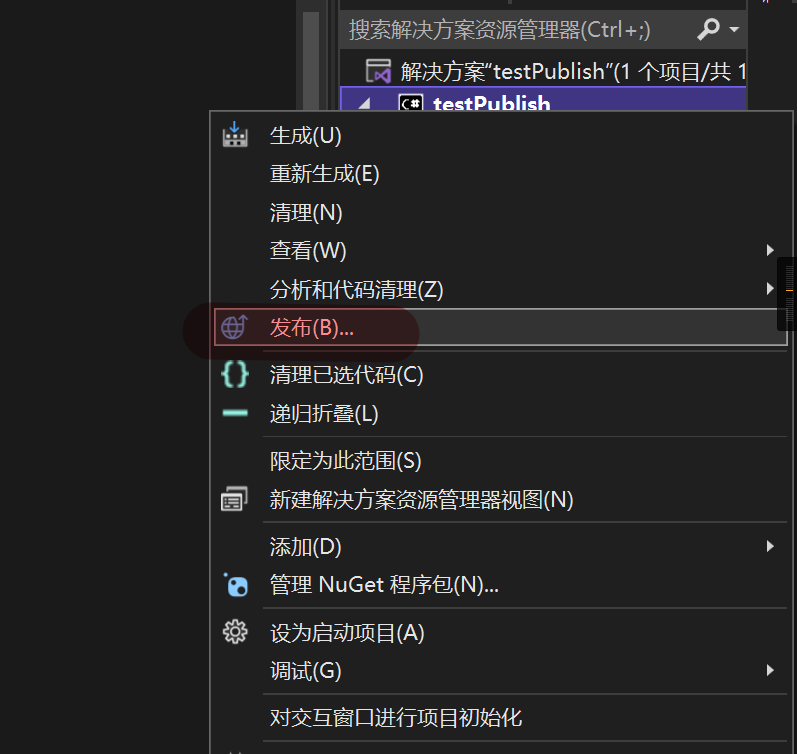 搜索解决方案资源管理器(Ctrl+;)
解决方案“testPublish”(1 个项目/共 1
testPublish
生成(U)
重新生成(E)
清理(N)
查看(W)
分析和代码清理(Z)
发布(B)...
清理已选代码(C)
递归折叠(L)
限定为此范围(S)
新建解决方案资源管理器视图(N)
添加(D)
管理 NuGet 程序包(N)...
设为启动项目(A)
调试(G)
对交互窗口进行项目初始化